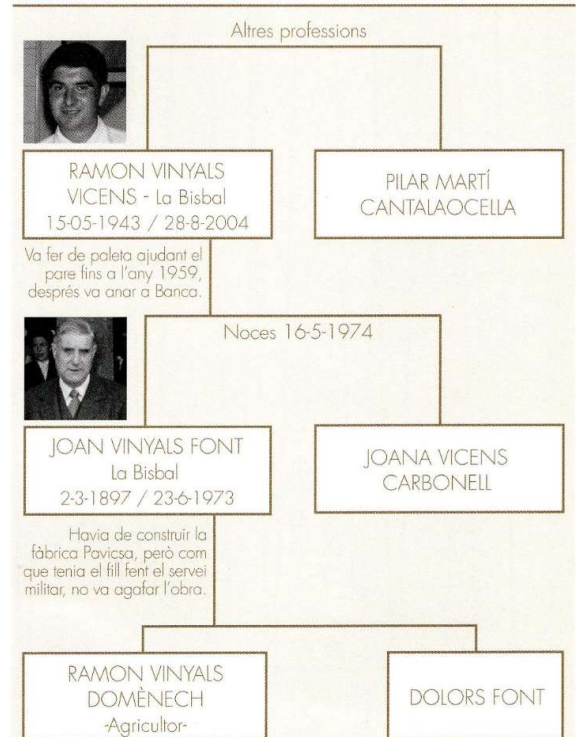 Altres professions
RAMON VINYALS
VICENS - La Bisbal
15-05-1943 / 28-8-2004
PILAR MARTÍ
CANTALAOCELLA
Va fer de paleta ajudant el
pare fins a l'any 1959,
després va anar a Banca.
Noces 16-5-1974
JOAN VINYALS FONT
La Bisbal
2-3-1897 / 23-6-1973
JOANA VICENS
CARBONELL
Havia de construir la
fàbrica Pavicsa, però com
que tenia el fill fent el servei
militar, no va agafar l'obra.
RAMON VINYALS
DOMÈNECH
-Agricultor-
DOLORS FONT